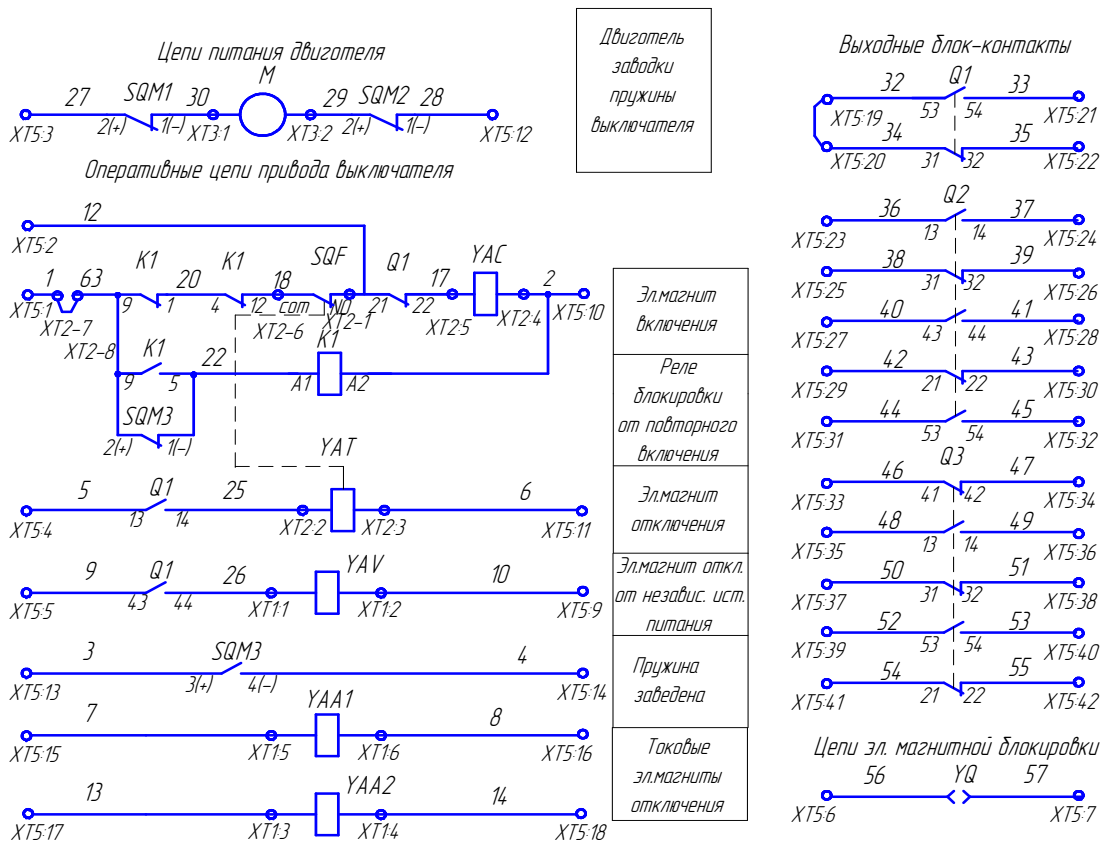 Цепи питания двигателя
M
27
SQM1
30
29
SQM2
28
XT5:3
2(+)
1(–)
XT3:1
XT3:2
2(+)
1(–)
XT5:12
Оперативные цепи привода выключателя
12
XT5:2
1
63
K1
20
K1
18
SQF
Q1
17
YAC
2
XT5:1
XT2-7
XT2-8
9
1
4
12
com
NO
21
22
XT2-6
XT2-1
XT2:5
XT2:4
XT5:10
K1
22
K1
9
5
A1
A2
SQM3
2(+)
1(–)
YAT
5
Q1
25
6
XT5:4
13
14
XT2:2
XT2:3
XT5:11
9
Q1
26
YAV
10
XT5:5
43
44
XT1:1
XT1:2
XT5:9
3
SQM3
4
XT5:13
3(+)
4(–)
XT5:14
7
YAA1
8
XT5:15
XT1:5
XT1:6
XT5:16
13
YAA2
14
XT5:17
XT1:3
XT1:4
XT5:18
Двигатель
заводки
пружины
выключателя
Эл.магнит
включения
Реле
блокировки
от повторного
включения
Эл.магнит
отключения
Эл.магнит откл.
от независ. ист.
питания
Пружина
заведена
Токовые
эл.магниты
отключения
Выходные блок-контакты
32
Q1
33
XT5:19
53
54
XT5:21
34
35
XT5:20
31
32
XT5:22
Q2
36
37
XT5:23
13
14
XT5:24
38
39
XT5:25
31
32
XT5:26
40
41
XT5:27
43
44
XT5:28
42
43
XT5:29
21
22
XT5:30
44
45
XT5:31
53
54
XT5:32
Q3
46
47
XT5:33
41
42
XT5:34
48
49
XT5:35
13
14
XT5:36
50
51
XT5:37
31
32
XT5:38
52
53
XT5:39
53
54
XT5:40
54
55
XT5:41
21
22
XT5:42
Цепи эл. магнитной блокировки
56
YQ
57
XT5:6
XT5:7